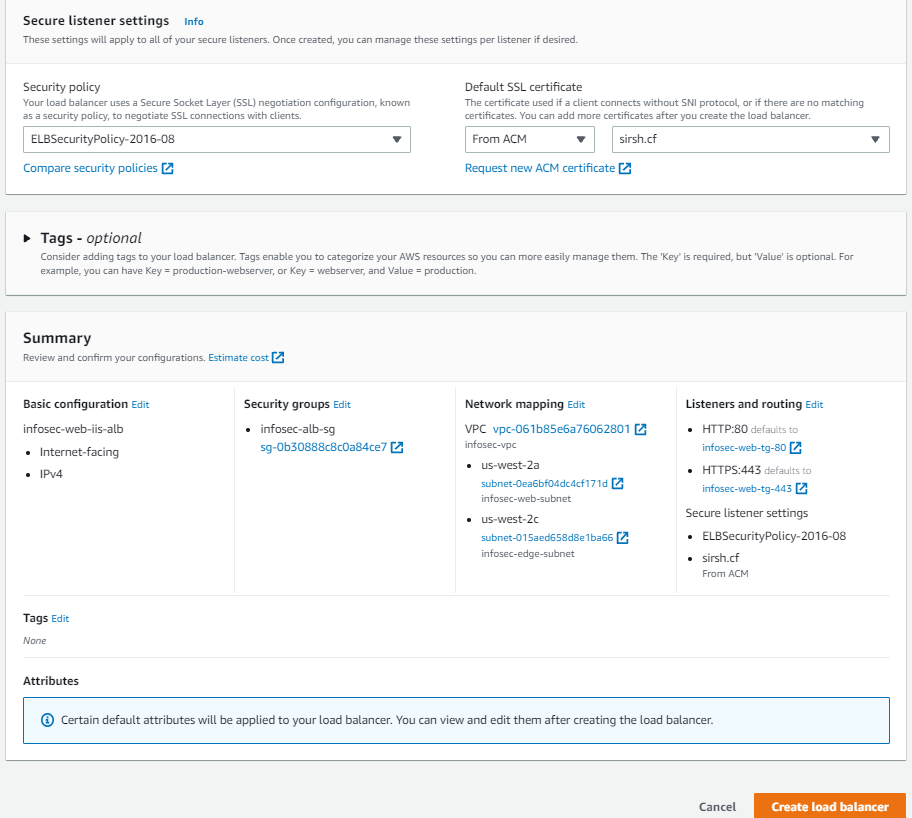 Secure listener settings Info
These settings will apply to all of your secure listeners. Once created, you can manage these settings per listener if desired.
Security policy
Your load balancer uses a Secure Socket Layer (SSL) negotiation configuration, known
as a security policy, to negotiate SSL connections with clients.
ELBSecurityPolicy-2016-08
Compare security policies
Default SSL certificate
The certificate used if a client connects without SNI protocol, or if there are no matching
certificates. You can add more certificates after you create the load balancer.
From ACM
sirsh.cf
Request new ACM certificate
Tags - optional
Consider adding tags to your load balancer. Tags enable you to categorize your AWS resources so you can more easily manage them. The 'Key' is required, but 'Value' is optional. For
example, you can have Key = production-webserver, or Key = webserver, and Value = production.
Summary
Review and confirm your configurations. Estimate cost
Basic configuration Edit
infosec-web-iis-alb
Internet-facing
IPv4
Security groups Edit
infosec-alb-sg
sg-0b30888c8c0a84ce7
Network mapping Edit
VPC vpc-061b85e6a76062801
infosec-vpc
us-west-2a
subnet-0ea6bf04dc4cf171d
infosec-web-subnet
us-west-2c
subnet-015aed658d8e1ba66
infosec-edge-subnet
Listeners and routing Edit
HTTP:80 defaults to
infosec-web-tg-80
HTTPS:443 defaults to
infosec-web-tg-443
Secure listener settings
ELBSecurityPolicy-2016-08
sirsh.cf
From ACM
Tags Edit
None
Attributes
Certain default attributes will be applied to your load balancer. You can view and edit them after creating the load balancer.
Cancel
Create load balancer